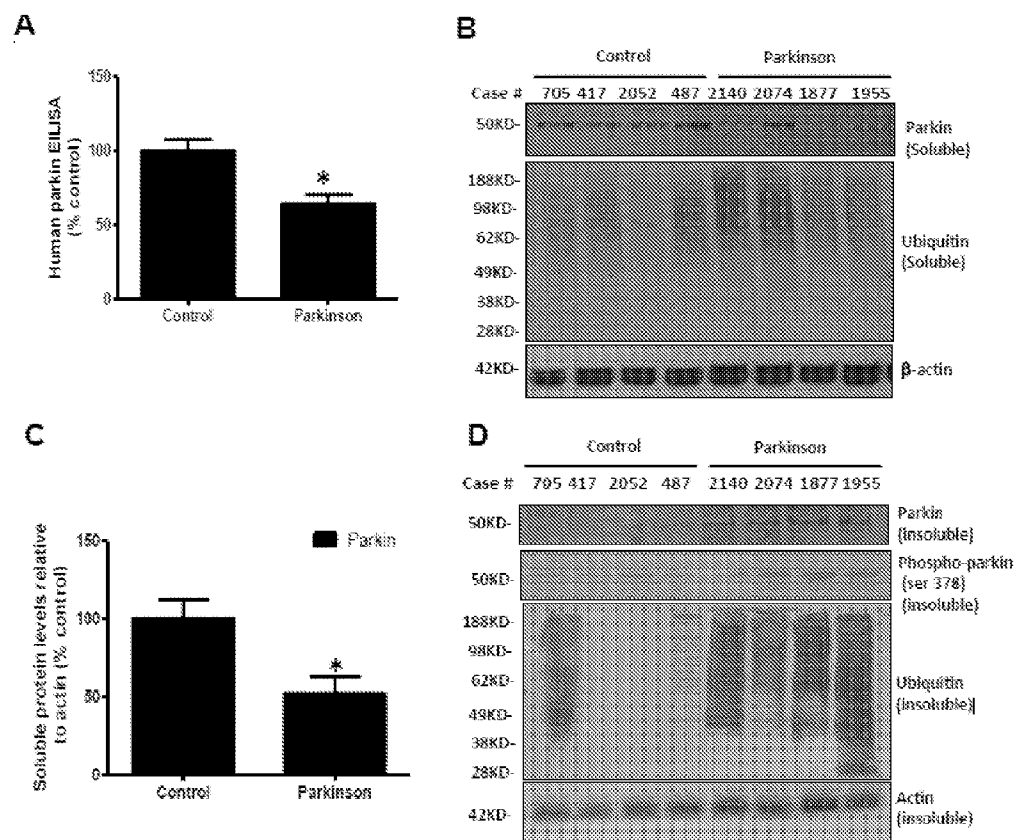 A
Human parkin EILISA
(% control)
150
100
50
0
Control
Parkinson
*
B
Control
Parkinson
Case # 705 417 2052 487 2140 2074 1877 1955
50KD-
Parkin
(Soluble)
188KD-
98KD-
62KD-
49KD-
38KD-
28KD-
Ubiquitin
(Soluble)
42KD-
β-actin
C
Soluble protein levels relative
to actin (% control)
150
100
50
0
Parkin
*
Control
Parkinson
D
Control
Parkinson
Case # 705 417 2052 487 2140 2074 1877 1955
50KD-
Parkin
(insoluble)
50KD-
Phospho-parkin
(ser 378)
(insoluble)
188KD-
98KD-
62KD-
49KD-
38KD-
28KD-
Ubiquitin
(insoluble)
42KD-
Actin
(insoluble)